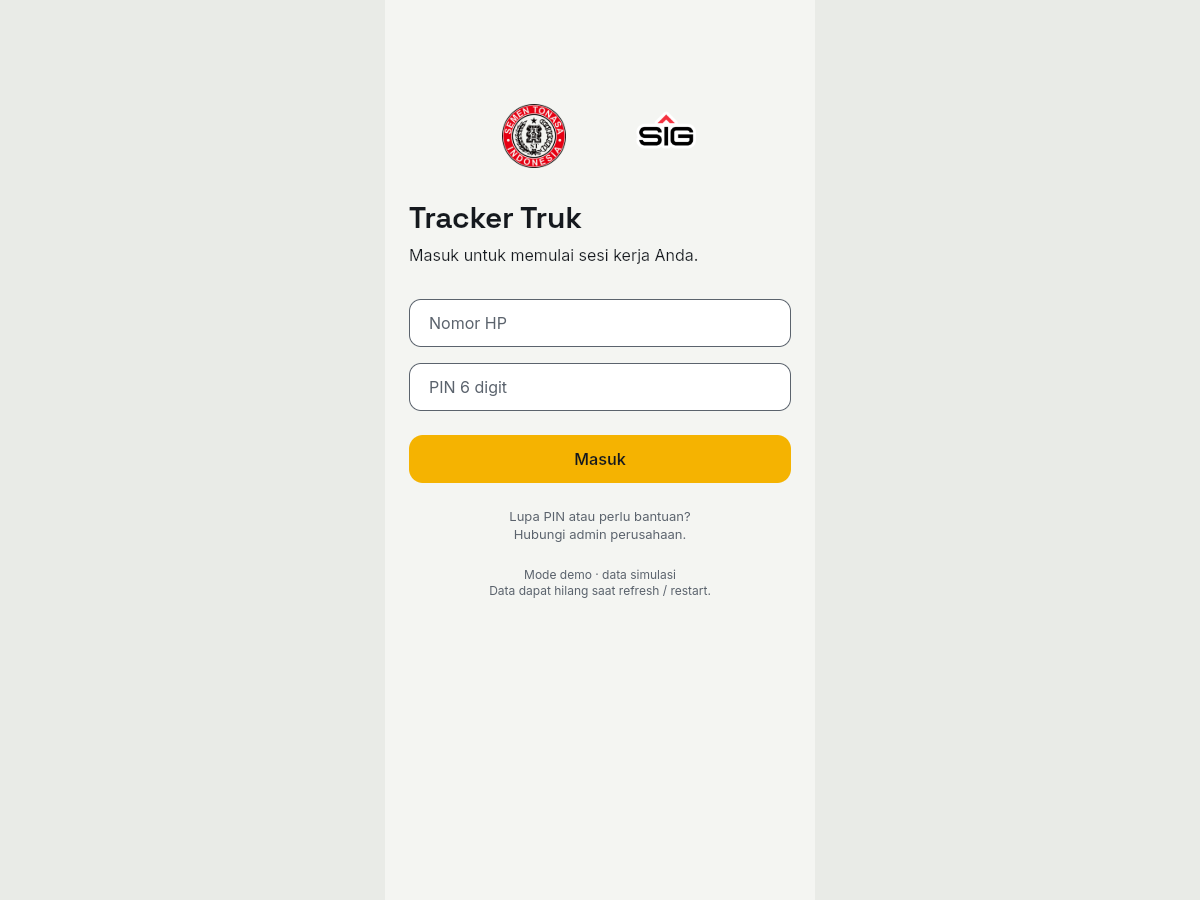 SEMEN TONASA
INDONESIA
ST
SIG
Tracker Truk
Masuk untuk memulai sesi kerja Anda.
Nomor HP
PIN 6 digit
Masuk
Lupa PIN atau perlu bantuan?
Hubungi admin perusahaan.
Mode demo · data simulasi
Data dapat hilang saat refresh / restart.